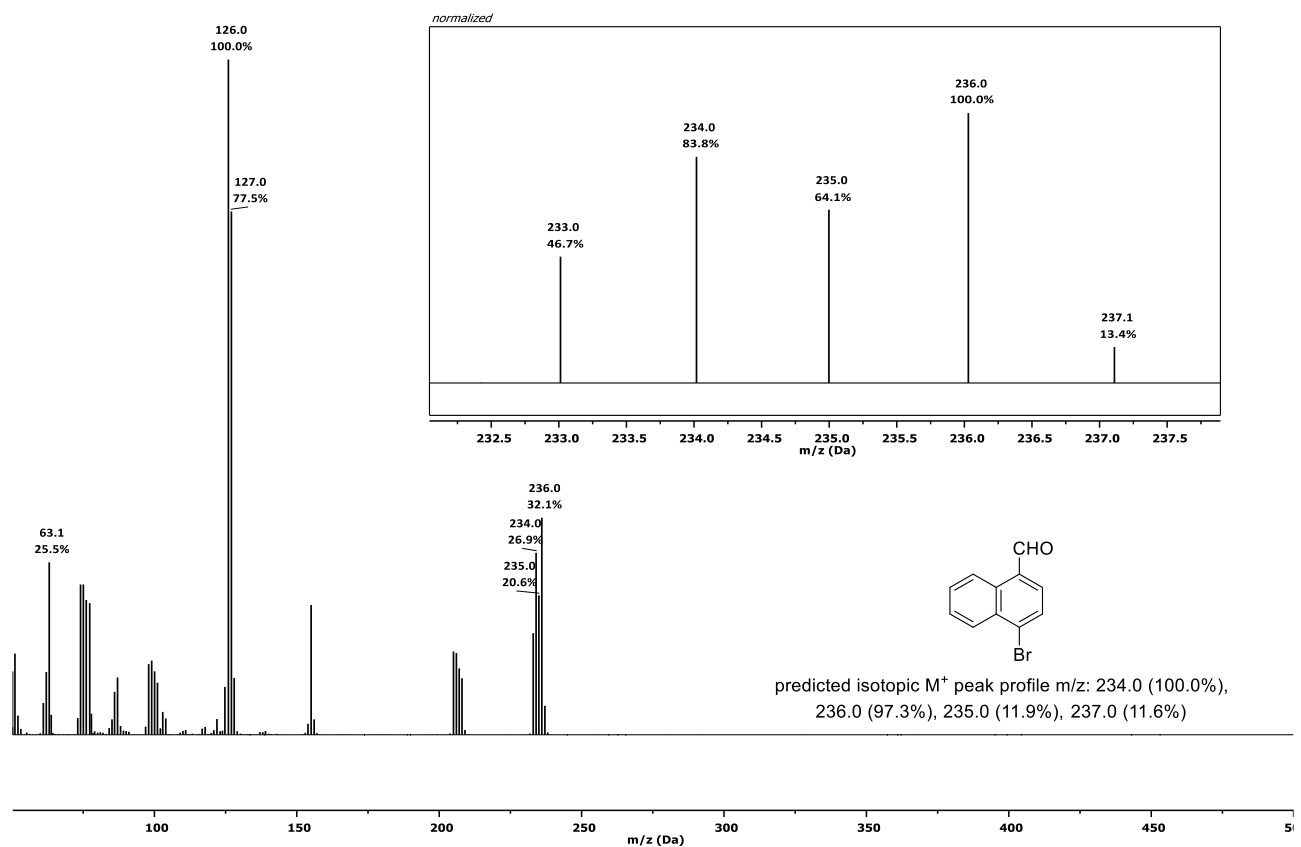 normalized
126.0
100.0%
127.0
77.5%
236.0
100.0%
234.0
83.8%
235.0
64.1%
233.0
46.7%
237.1
13.4%
232.5 233.0 233.5 234.0 234.5 235.0 235.5 236.0 236.5 237.0 237.5
m/z (Da)
63.1
25.5%
236.0
32.1%
234.0
26.9%
235.0
20.6%
CHO
Br
predicted isotopic M+ peak profile m/z: 234.0 (100.0%),
236.0 (97.3%), 235.0 (11.9%), 237.0 (11.6%)
100 150 200 250 300 350 400 450
m/z (Da)